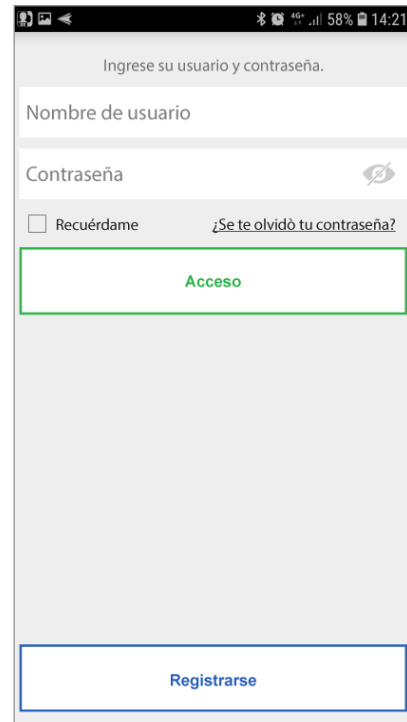 4G+ 58% 14:21
Ingrese su usuario y contraseña.
Nombre de usuario
Contraseña
Recuérdame ¿Se te olvidò tu contraseña?
Acceso
Registrarse